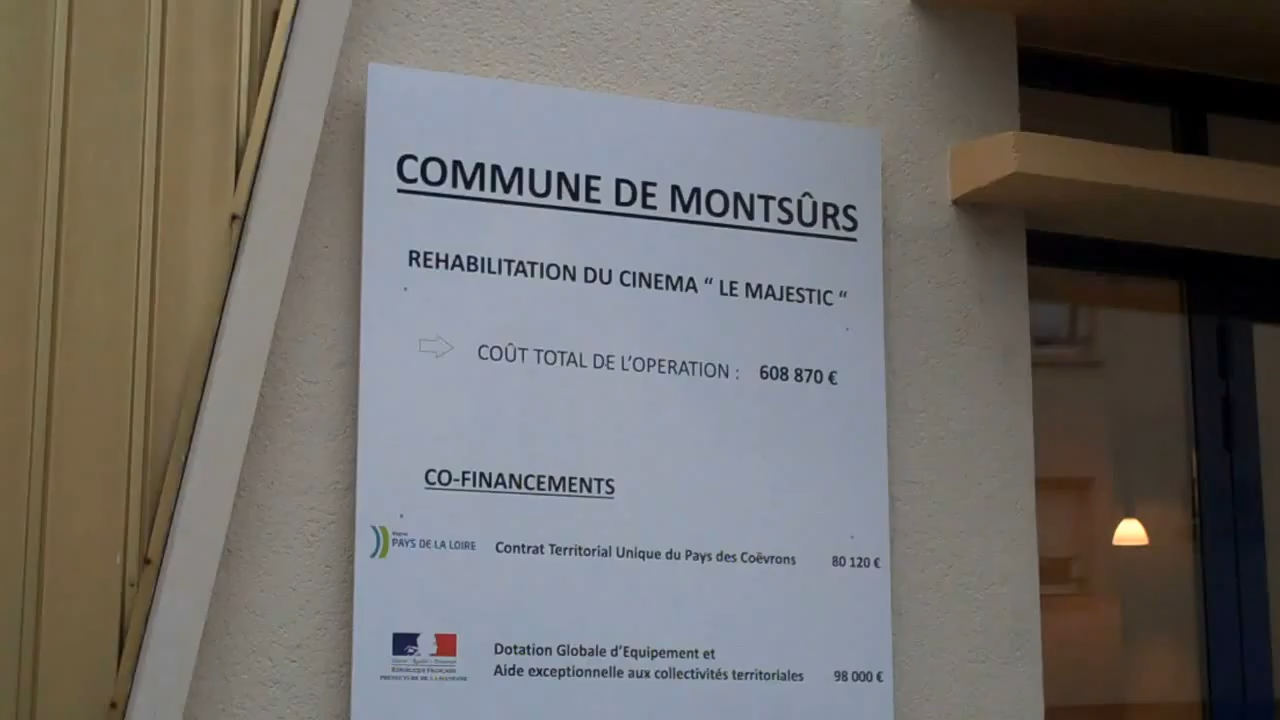 COMMUNE DE MONTSÛRS
REHABILITATION DU CINEMA “ LE MAJESTIC “
COÛT TOTAL DE L’OPERATION : 608 870 €
CO-FINANCEMENTS
PAYS DE LA LOIRE
Contrat Territorial Unique du Pays des Coëvrons 80 120 €
RÉPUBLIQUE FRANÇAISE
Dotation Globale d’Equipement et
Aide exceptionnelle aux collectivités territoriales 98 000 €